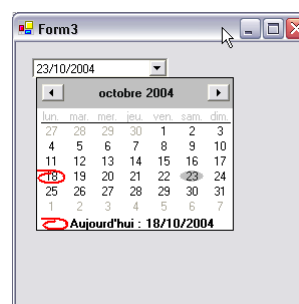 Form3
23/10/2004
octobre 2004
lun. mar. mer. jeu. ven. sam. dim.
27 28 29 30 1 2 3
4 5 6 7 8 9 10
11 12 13 14 15 16 17
18 19 20 21 22 23 24
25 26 27 28 29 30 31
1 2 3 4 5 6 7
Aujourd'hui : 18/10/2004